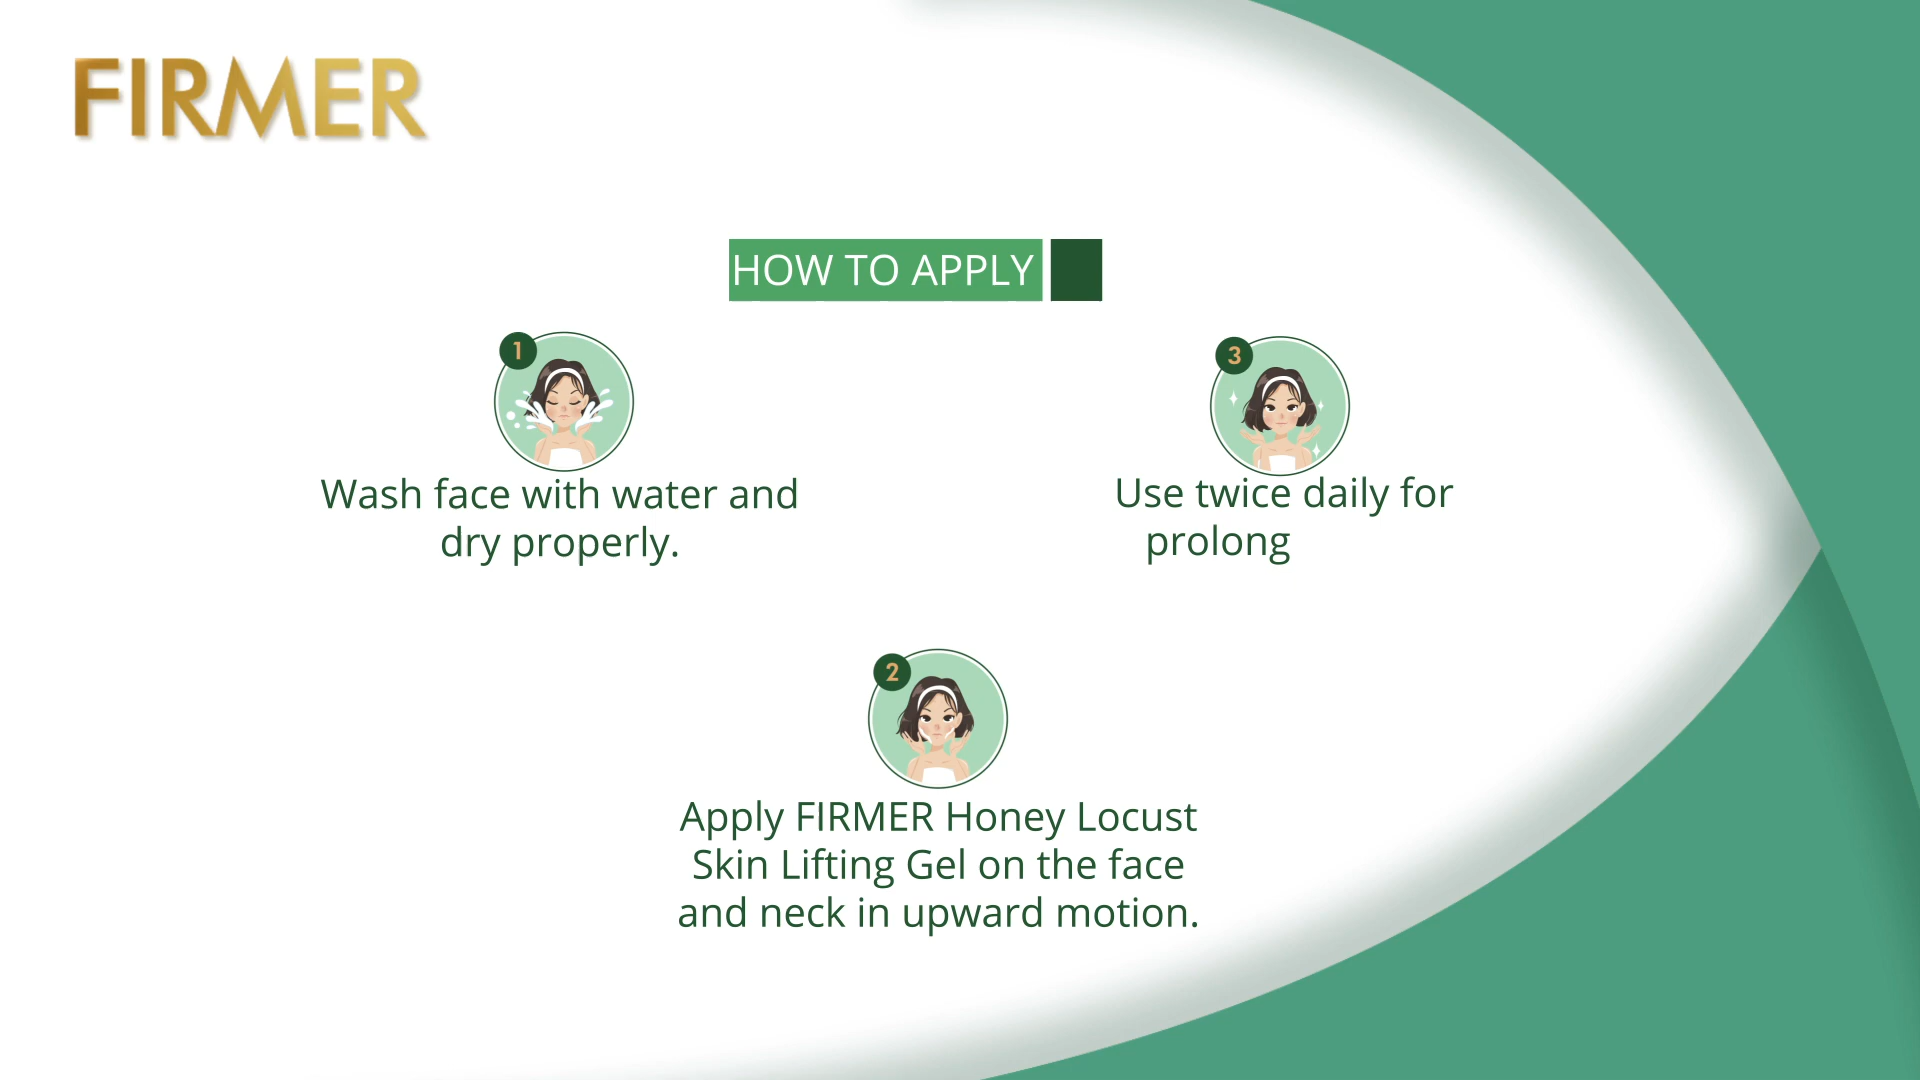 FIRMER
HOW TO APPLY
1
Wash face with water and
dry properly.
2
Apply FIRMER Honey Locust
Skin Lifting Gel on the face
and neck in upward motion.
3
Use twice daily for
prolong